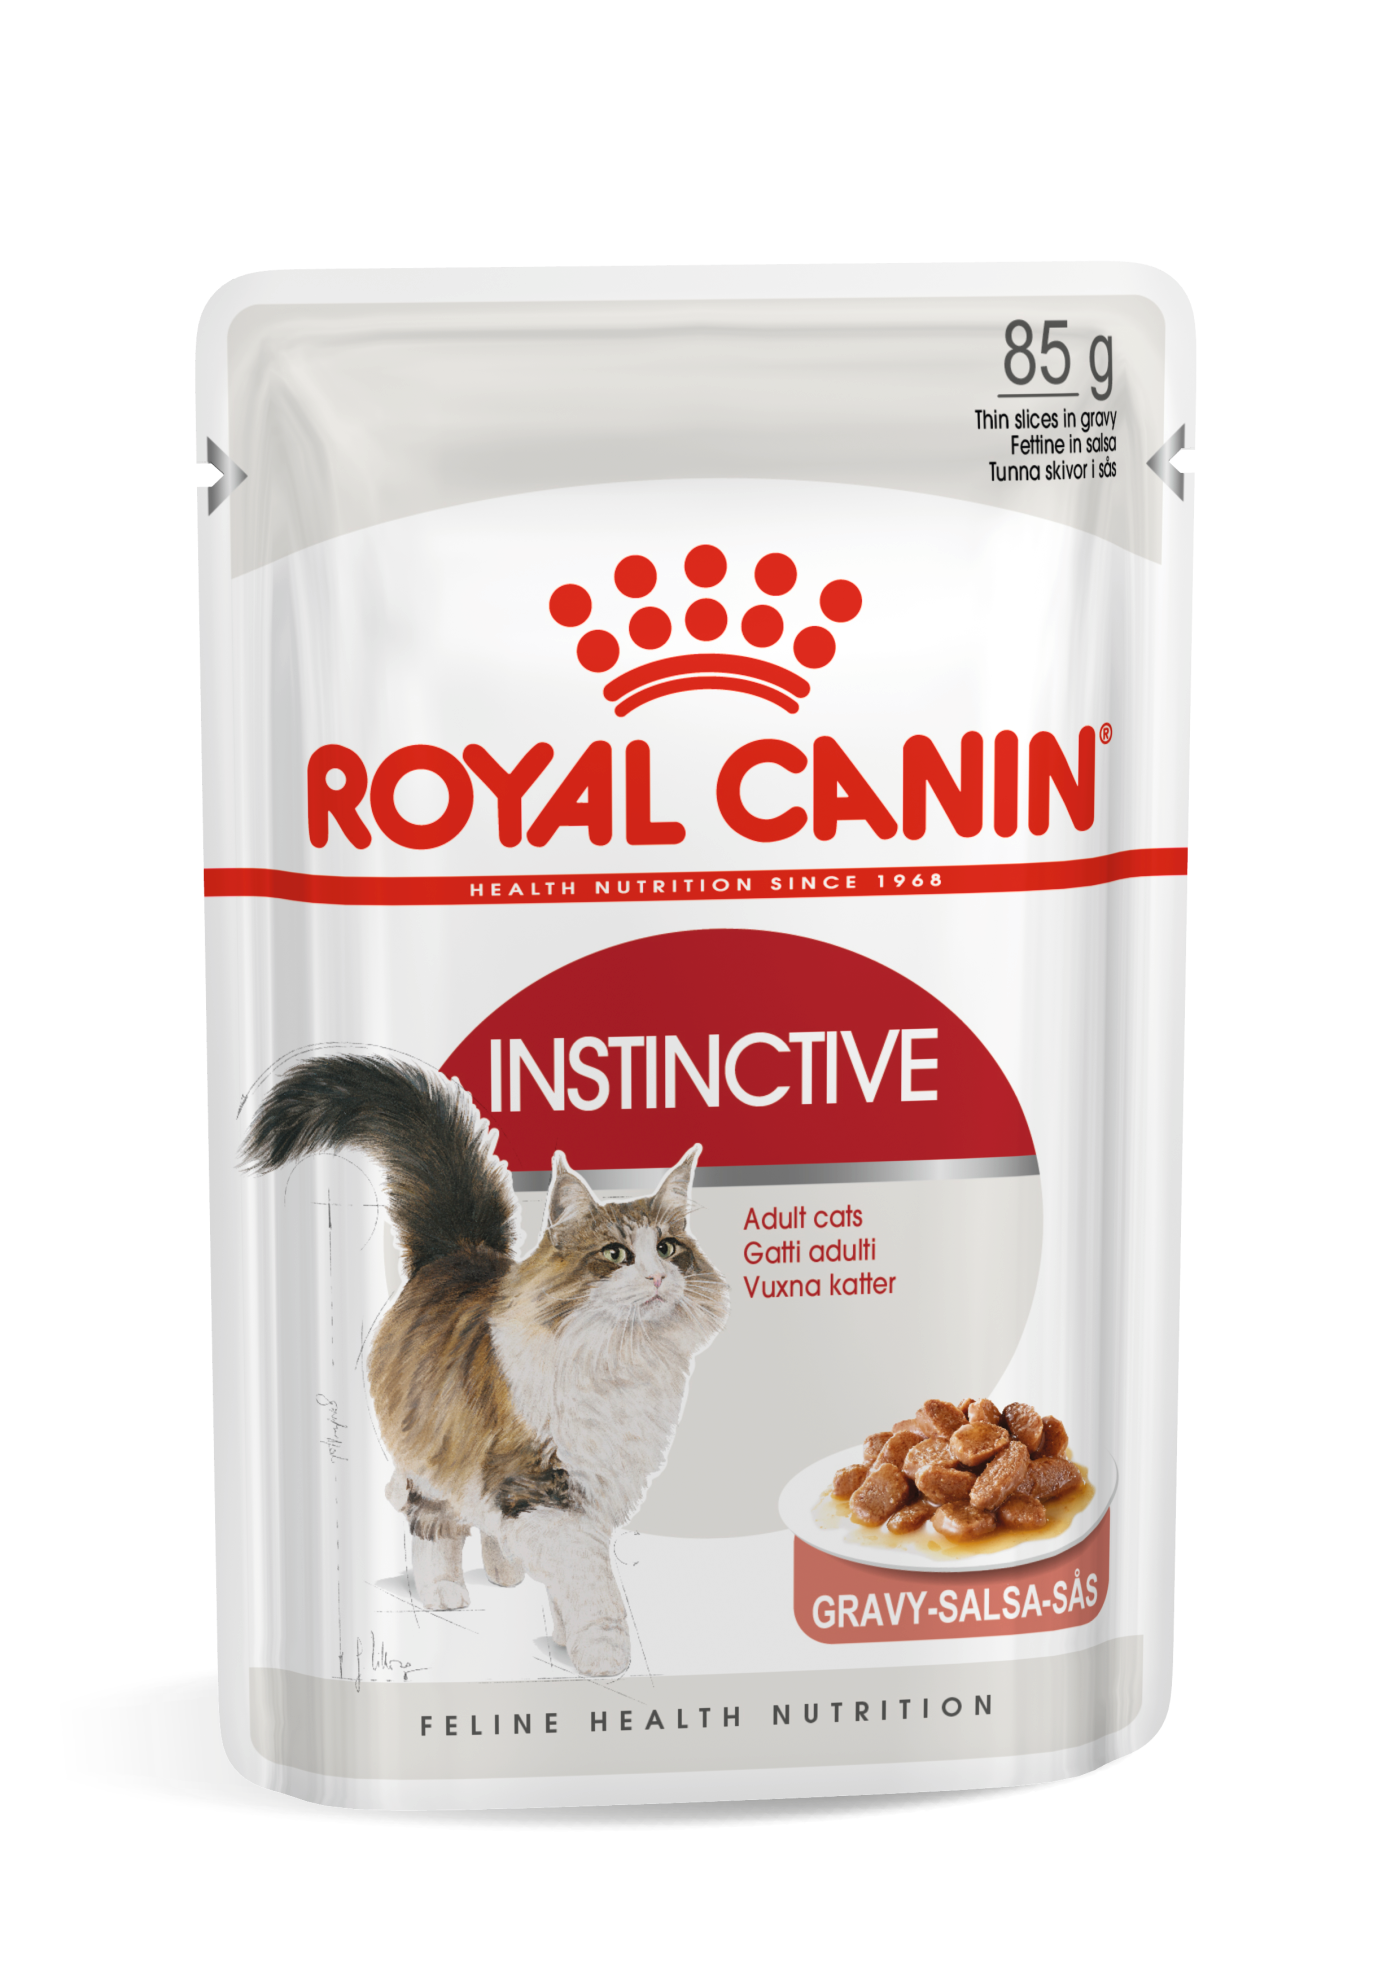 85 g
Thin slices in gravy
Fettine in salsa
Tunna skivor i sås
ROYAL CANIN®
HEALTH NUTRITION SINCE 1968
INSTINCTIVE
Adult cats
Gatti adulti
Vuxna katter
GRAVY-SALSA-SÅS
FELINE HEALTH NUTRITION